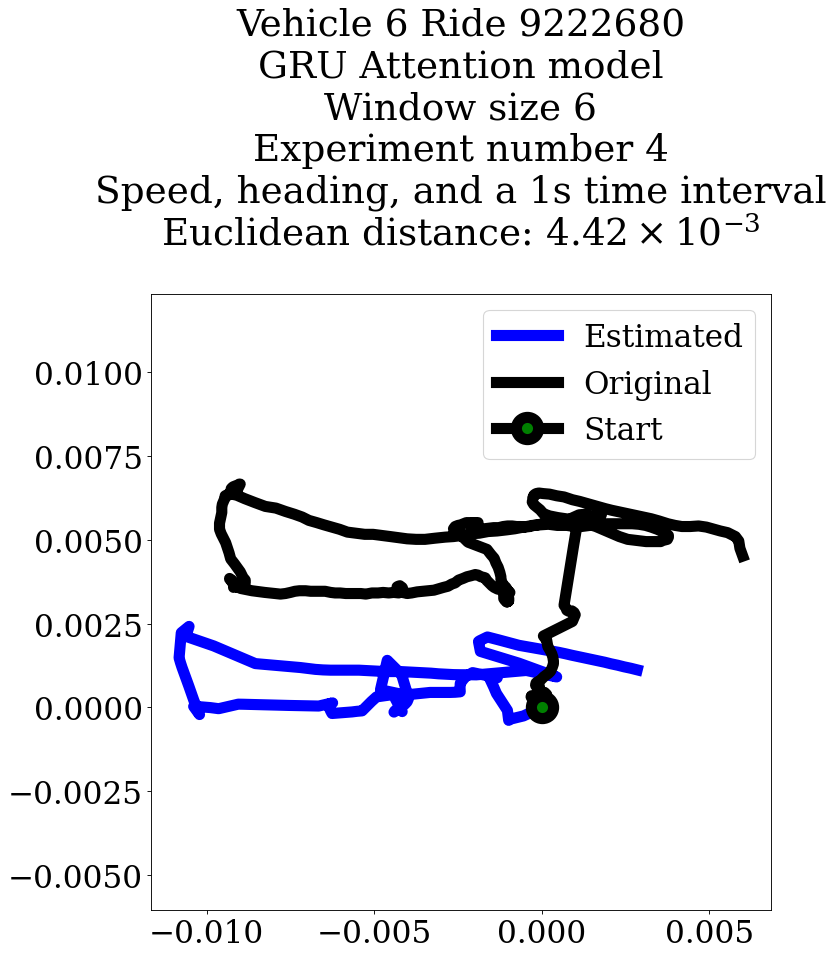 Vehicle 6 Ride 9222680
GRU Attention model
Window size 6
Experiment number 4
Speed, heading, and a 1s time interval
Euclidean distance: 4.42 × 10⁻³
Estimated
Original
Start
0.0100
0.0075
0.0050
0.0025
0.0000
−0.0025
−0.0050
−0.010 −0.005 0.000 0.005